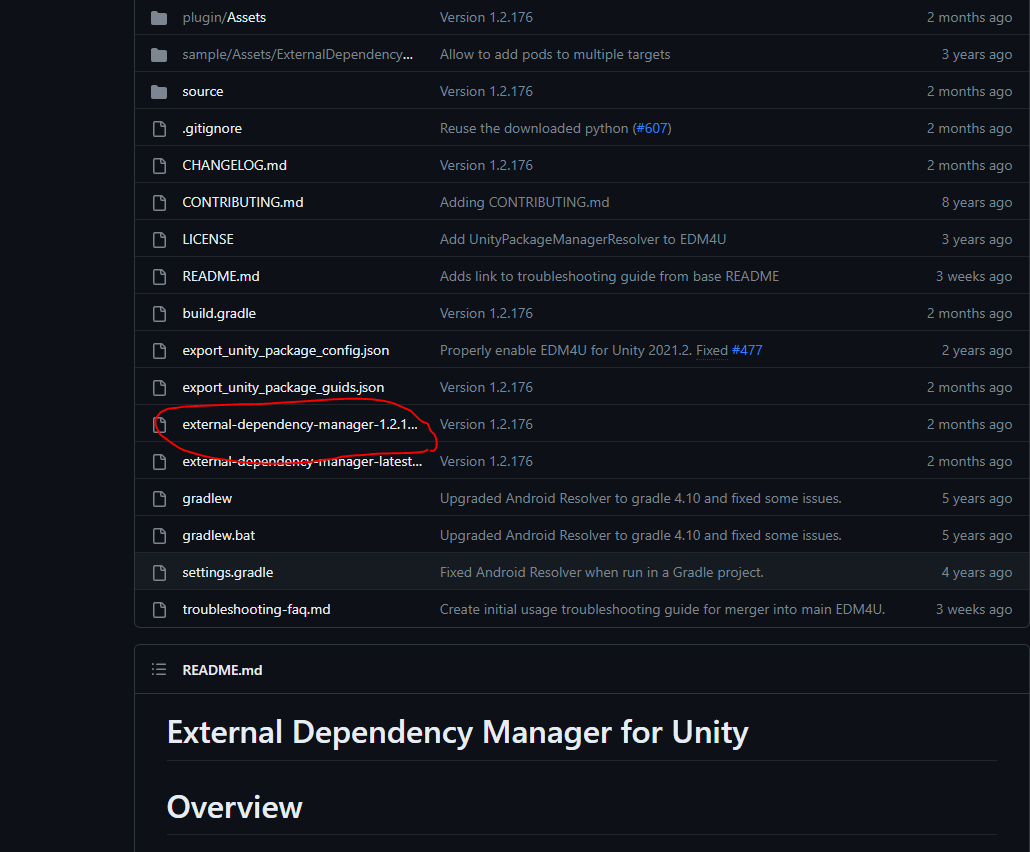 plugin/Assets Version 1.2.176 2 months ago
sample/Assets/ExternalDependency... Allow to add pods to multiple targets 3 years ago
source Version 1.2.176 2 months ago
.gitignore Reuse the downloaded python (#607) 2 months ago
CHANGELOG.md Version 1.2.176 2 months ago
CONTRIBUTING.md Adding CONTRIBUTING.md 8 years ago
LICENSE Add UnityPackageManagerResolver to EDM4U 3 years ago
README.md Adds link to troubleshooting guide from base README 3 weeks ago
build.gradle Version 1.2.176 2 months ago
export_unity_package_config.json Properly enable EDM4U for Unity 2021.2. Fixed #477 2 years ago
export_unity_package_guids.json Version 1.2.176 2 months ago
external-dependency-manager-1.2.1... Version 1.2.176 2 months ago
external-dependency-manager-latest... Version 1.2.176 2 months ago
gradlew Upgraded Android Resolver to gradle 4.10 and fixed some issues. 5 years ago
gradlew.bat Upgraded Android Resolver to gradle 4.10 and fixed some issues. 5 years ago
settings.gradle Fixed Android Resolver when run in a Gradle project. 4 years ago
troubleshooting-faq.md Create initial usage troubleshooting guide for merger into main EDM4U. 3 weeks ago
README.md
External Dependency Manager for Unity
Overview